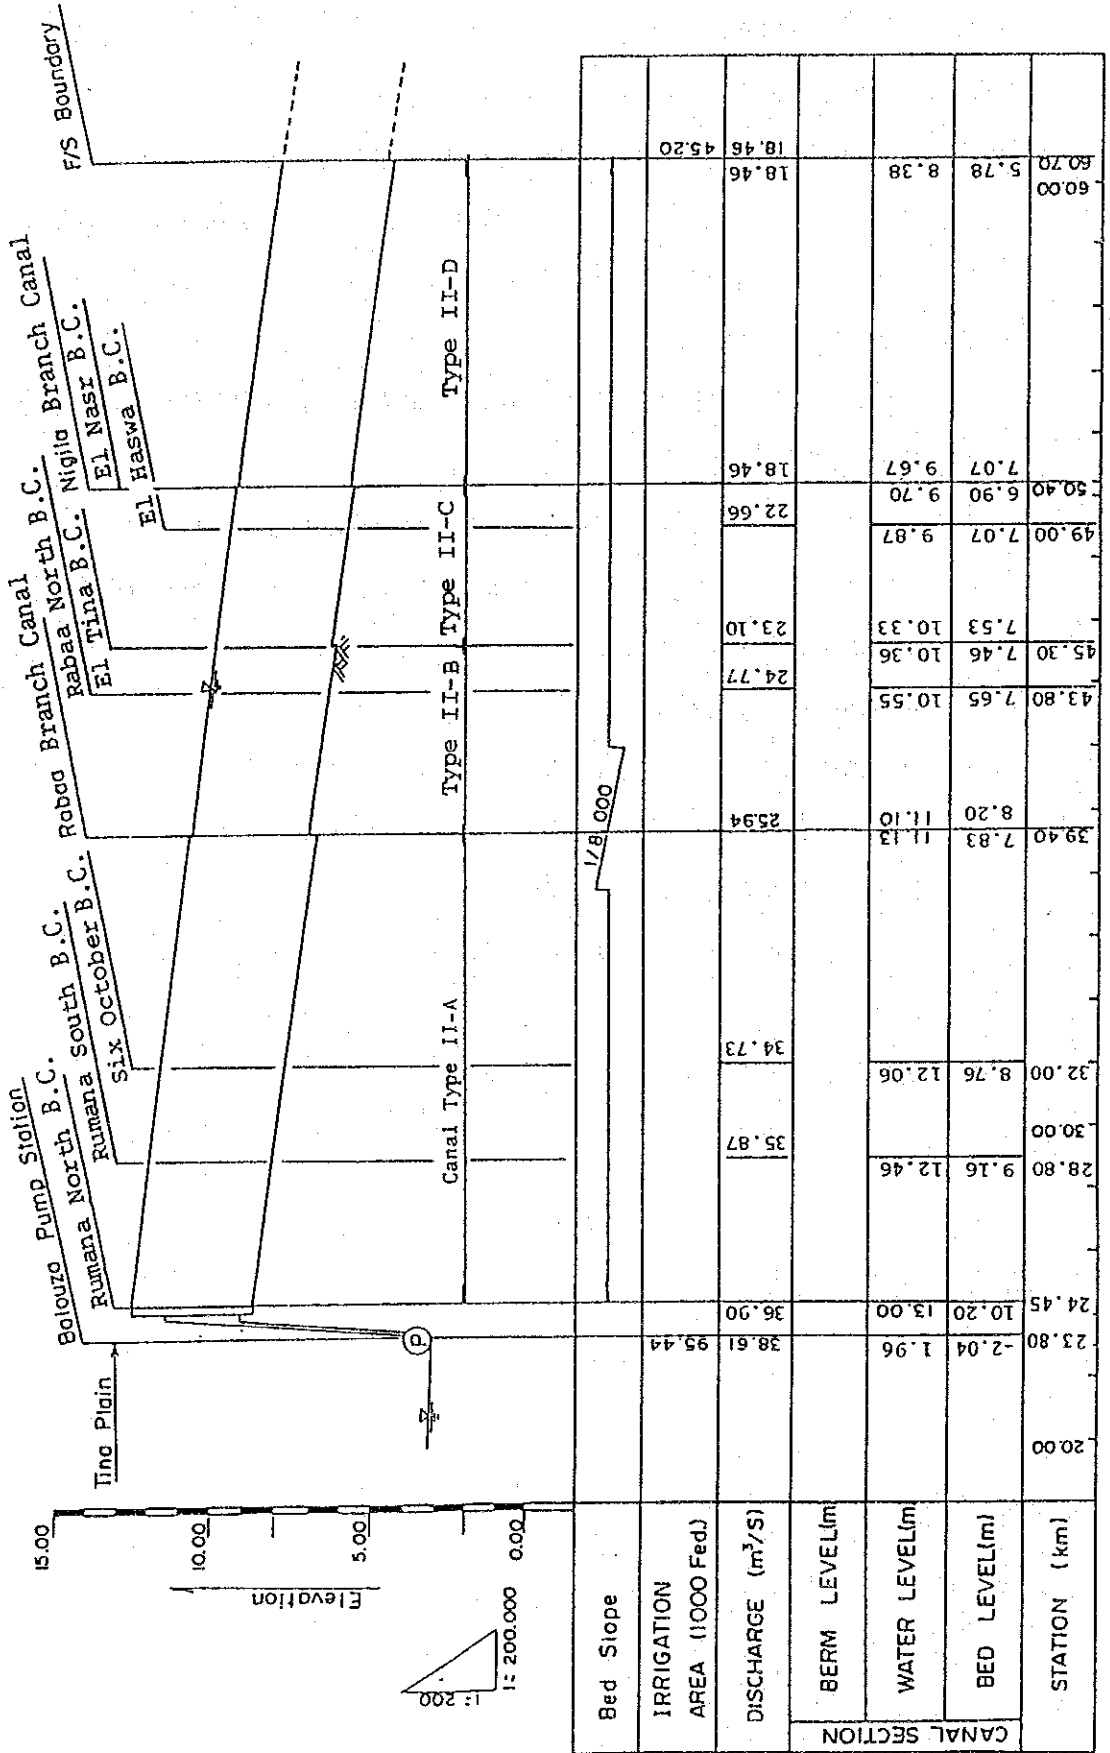 Balouza Pump Station
Rumana North B.C.
Rumana South B.C.
Six October B.C.
Rabaa Branch Canal
Rabaa North B.C.
El Tina B.C.
Nigila Branch Canal
El Nasr B.C.
El Haswa B.C.
F/S Boundary
Tina Plain
15.00
10.00
5.00
0.00
Elevation
1: 200
1: 200.000
P
Canal Type II-A
Type II-B
Type II-C
Type II-D
Bed Slope
1/8 000
IRRIGATION
AREA (1000 Fed.)
95.44
45.20
DISCHARGE (m³/S)
38.61
36.90
35.87
34.73
25.94
24.77
23.10
22.66
18.46
18.46
18.46
CANAL SECTION
BERM LEVEL(m
WATER LEVEL(m
1.96
13.00
12.46
12.06
11.13
11.10
10.55
10.36
10.33
9.87
9.70
9.67
8.38
BED LEVEL(m)
-2.04
10.20
9.16
8.76
7.83
8.20
7.65
7.46
7.53
7.07
6.90
7.07
5.78
STATION (km)
20.00
23.80
24.45
28.80
30.00
32.00
39.40
43.80
45.30
49.00
50.40
60.00
60.70